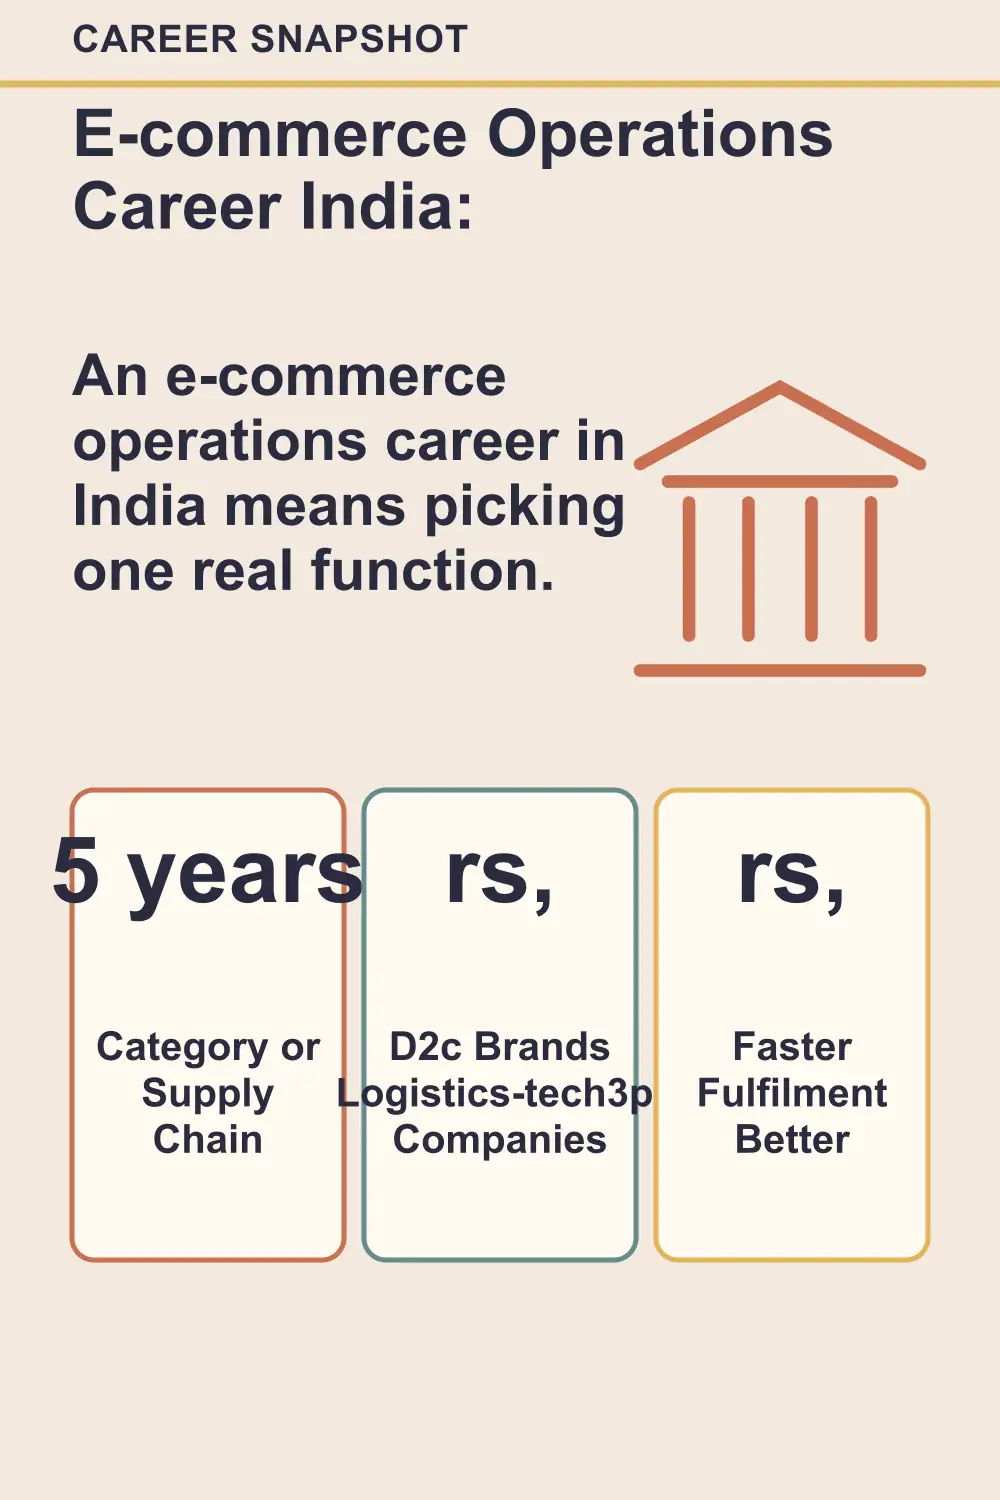 CAREER SNAPSHOT
E-commerce Operations
Career India:
An e-commerce
operations career in
India means picking
one real function.
5 years
rs,
rs,
Category or
Supply
Chain
D2c Brands
Logistics-tech3p
Companies
Faster
Fulfilment
Better